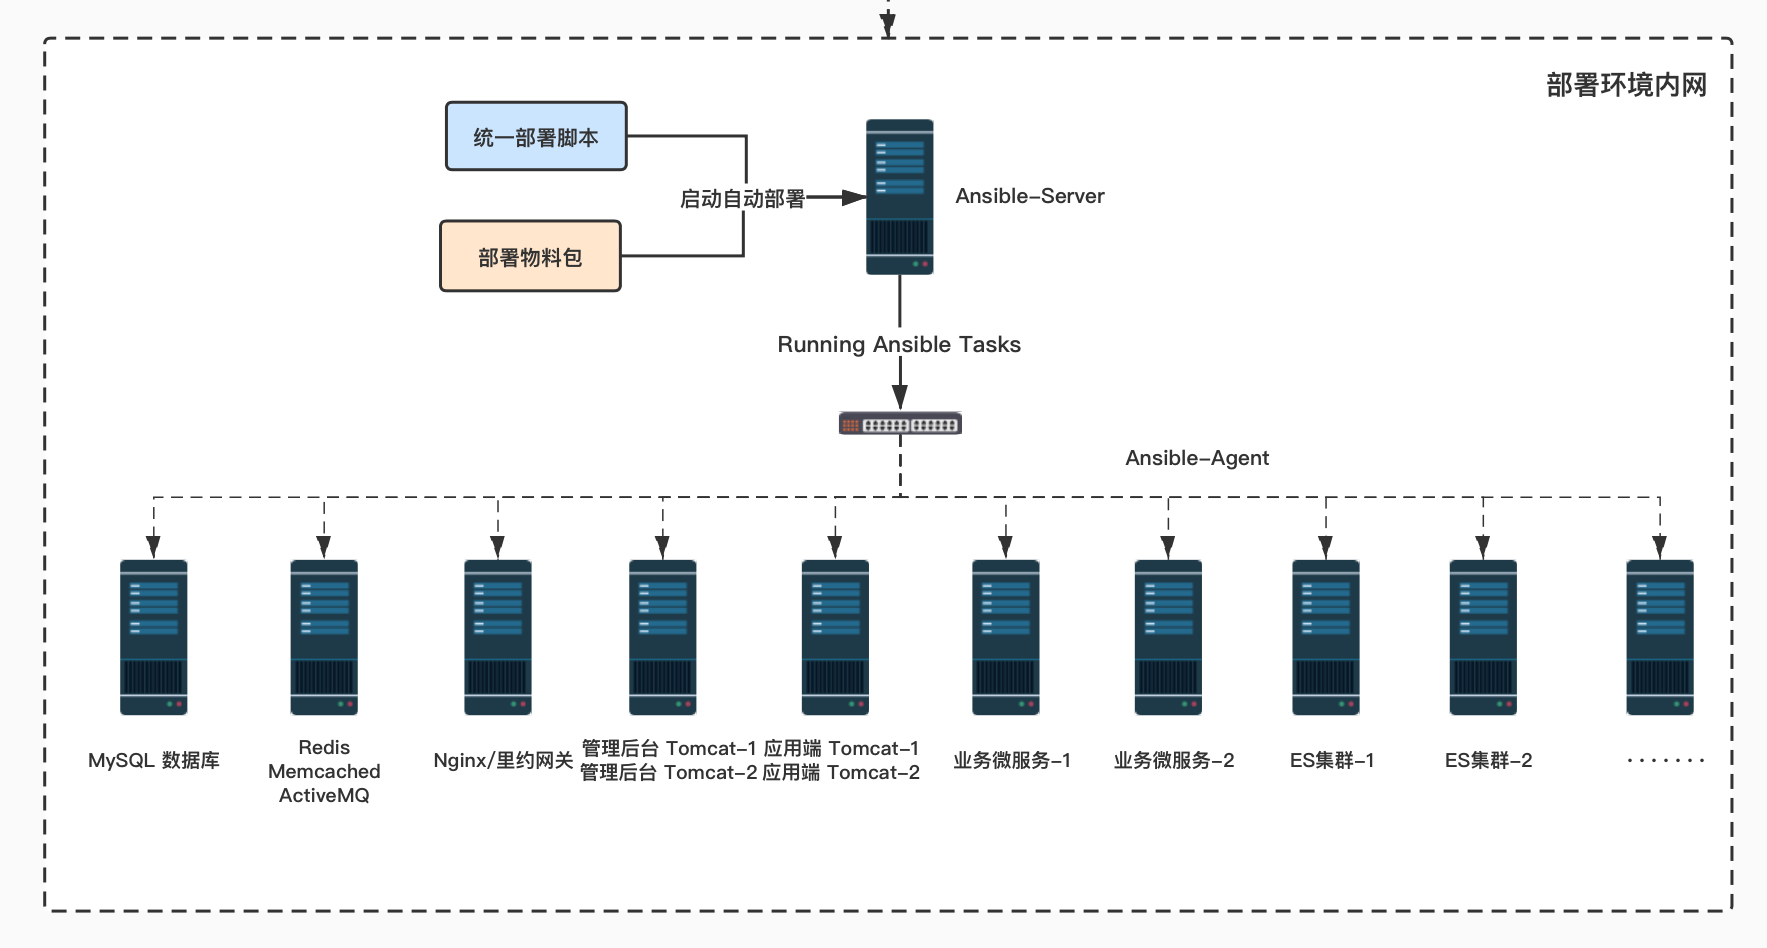 部署环境内网
统一部署脚本
启动自动部署
Ansible-Server
部署物料包
Running Ansible Tasks
Ansible-Agent
MySQL 数据库
Redis
Memcached
ActiveMQ
Nginx/里约网关
管理后台 Tomcat-1
管理后台 Tomcat-2
应用端 Tomcat-1
应用端 Tomcat-2
业务微服务-1
业务微服务-2
ES集群-1
ES集群-2
·······